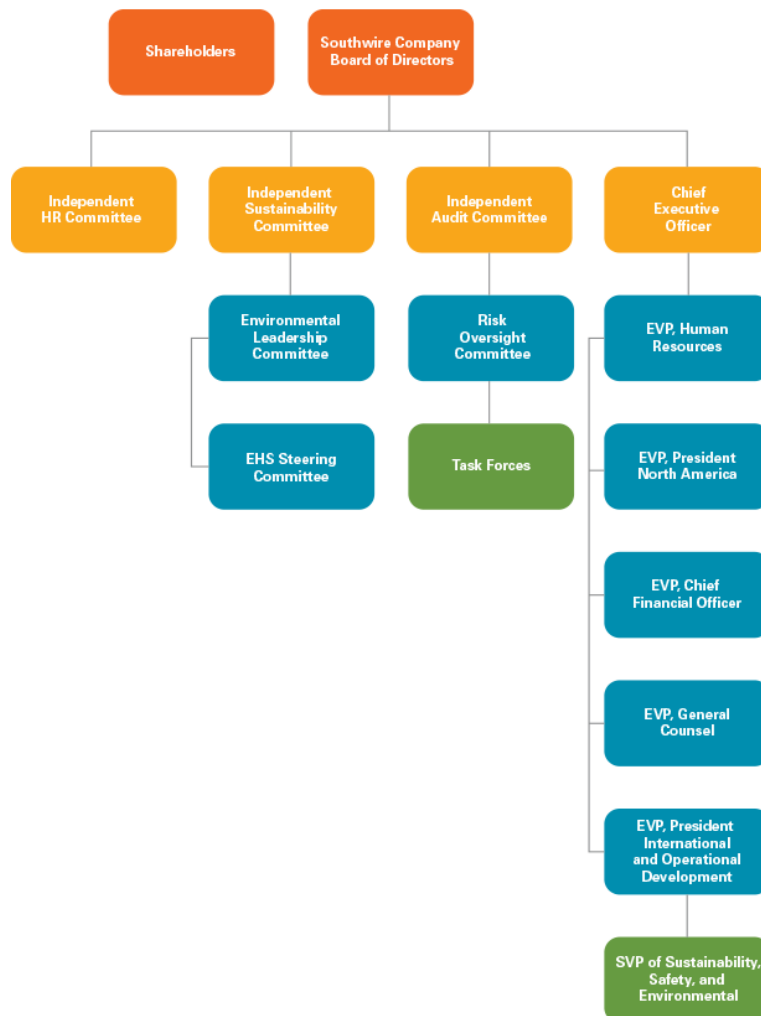 Shareholders
Southwire Company
Board of Directors
Independent
HR Committee
Independent
Sustainability
Committee
Independent
Audit Committee
Chief
Executive
Officer
Environmental
Leadership
Committee
Risk
Oversight
Committee
EVP, Human
Resources
EHS Steering
Committee
Task Forces
EVP, President
North America
EVP, Chief
Financial Officer
EVP, General
Counsel
EVP, President
International
and Operational
Development
SVP of Sustainability,
Safety, and
Environmental